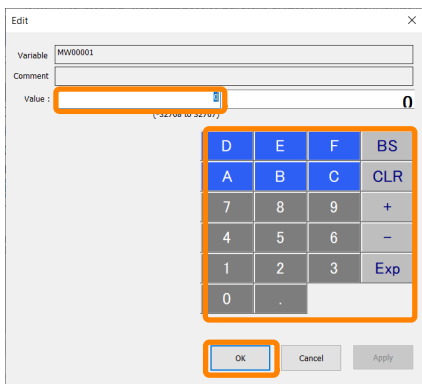 Edit
Variable MW00001
Comment
Value : 0 0
(-32768 to 32767)
D E F BS
A B C CLR
7 8 9 +
4 5 6 -
1 2 3 Exp
0 .
OK Cancel Apply